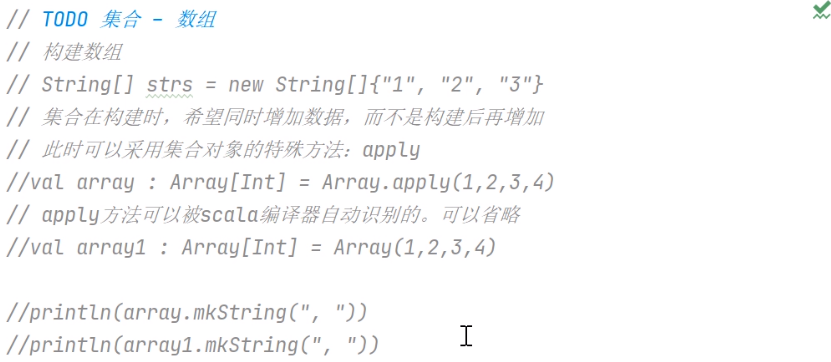 // TODO 集合 - 数组
// 构建数组
// String[] strs = new String[]{"1", "2", "3"}
// 集合在构建时，希望同时增加数据，而不是构建后再增加
// 此时可以采用集合对象的特殊方法：apply
//val array : Array[Int] = Array.apply(1,2,3,4)
// apply方法可以被scala编译器自动识别的。可以省略
//val array1 : Array[Int] = Array(1,2,3,4)
//println(array.mkString(", "))
//println(array1.mkString(", "))